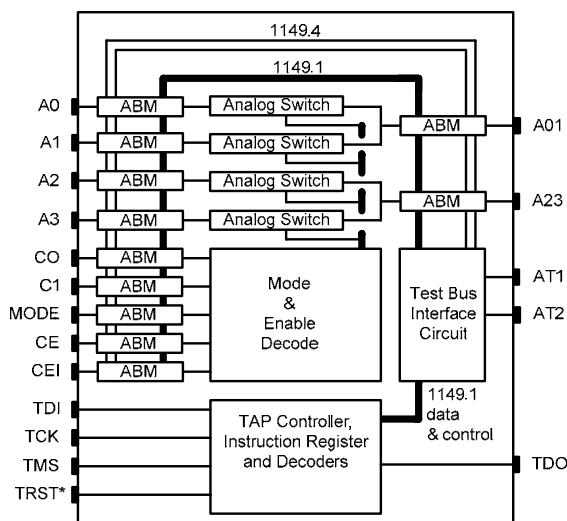 1149.4
1149.1
A0 ABM Analog Switch
ABM A01
A1 ABM Analog Switch
A2 ABM Analog Switch
ABM A23
A3 ABM Analog Switch
CO ABM
C1 ABM
MODE ABM
CE ABM
CEI ABM
Mode
&
Enable
Decode
Test Bus
Interface
Circuit
AT1
AT2
1149.1
data
& control
TDI
TCK
TMS
TRST*
TAP Controller,
Instruction Register
and Decoders
TDO